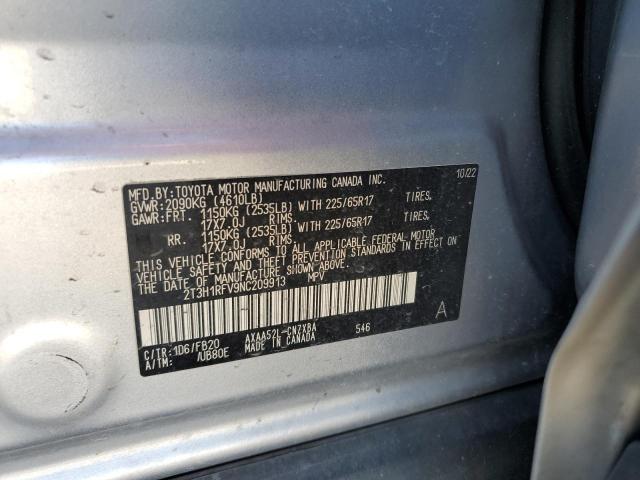 MFD.BY:TOYOTA MOTOR MANUFACTURING CANADA INC. 10/22
GVWR:2090KG (4610LB)
GAWR:FRT. 1150KG (2535LB) WITH 225/65R17 TIRES,
17X7.0J RIMS,
RR. 1150KG (2535LB) WITH 225/65R17 TIRES,
17X7.0J RIMS,
THIS VEHICLE CONFORMS TO ALL APPLICABLE FEDERAL MOTOR
VEHICLE SAFETY AND THEFT PREVENTION STANDARDS IN EFFECT ON
THE DATE OF MANUFACTURE SHOWN ABOVE.
2T3H1RFV9NC209913 MPV
A
C/TR:1D6/FB20 AXAA52L-CNZXBA 546
A/TM: /UB80E MADE IN CANADA